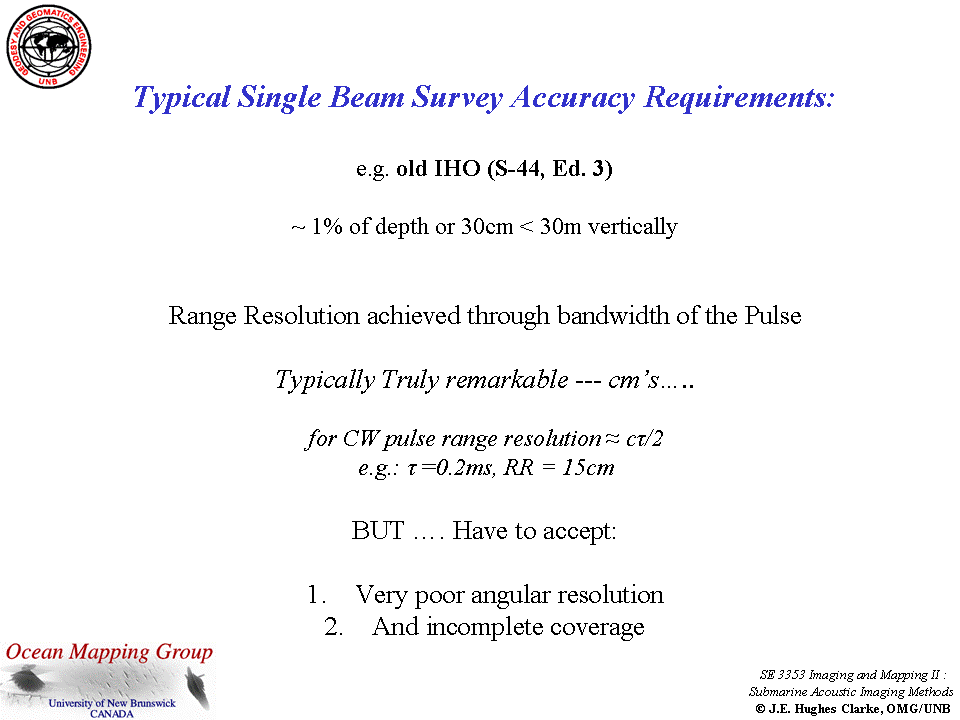 GEODESY AND GEOMATICS ENGINEERING
UNB
Typical Single Beam Survey Accuracy Requirements:
e.g. old IHO (S-44, Ed. 3)
~ 1% of depth or 30cm < 30m vertically
Range Resolution achieved through bandwidth of the Pulse
Typically Truly remarkable --- cm's…..
for CW pulse range resolution ≈ cτ/2
e.g.: τ =0.2ms, RR = 15cm
BUT …. Have to accept:
1. Very poor angular resolution
2. And incomplete coverage
Ocean Mapping Group
University of New Brunswick
CANADA
SE 3353 Imaging and Mapping II :
Submarine Acoustic Imaging Methods
© J.E. Hughes Clarke, OMG/UNB